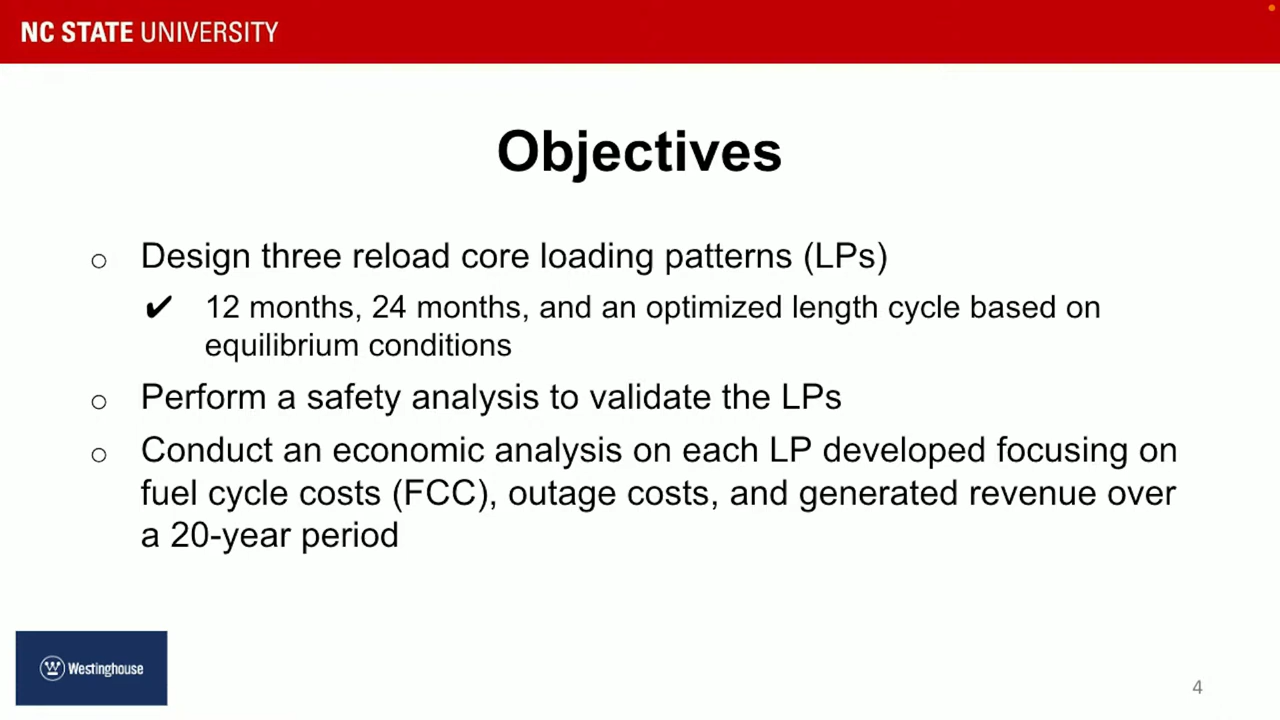 NC STATE UNIVERSITY
Objectives
o Design three reload core loading patterns (LPs)
✔ 12 months, 24 months, and an optimized length cycle based on
equilibrium conditions
o Perform a safety analysis to validate the LPs
o Conduct an economic analysis on each LP developed focusing on
fuel cycle costs (FCC), outage costs, and generated revenue over
a 20-year period
W Westinghouse
4